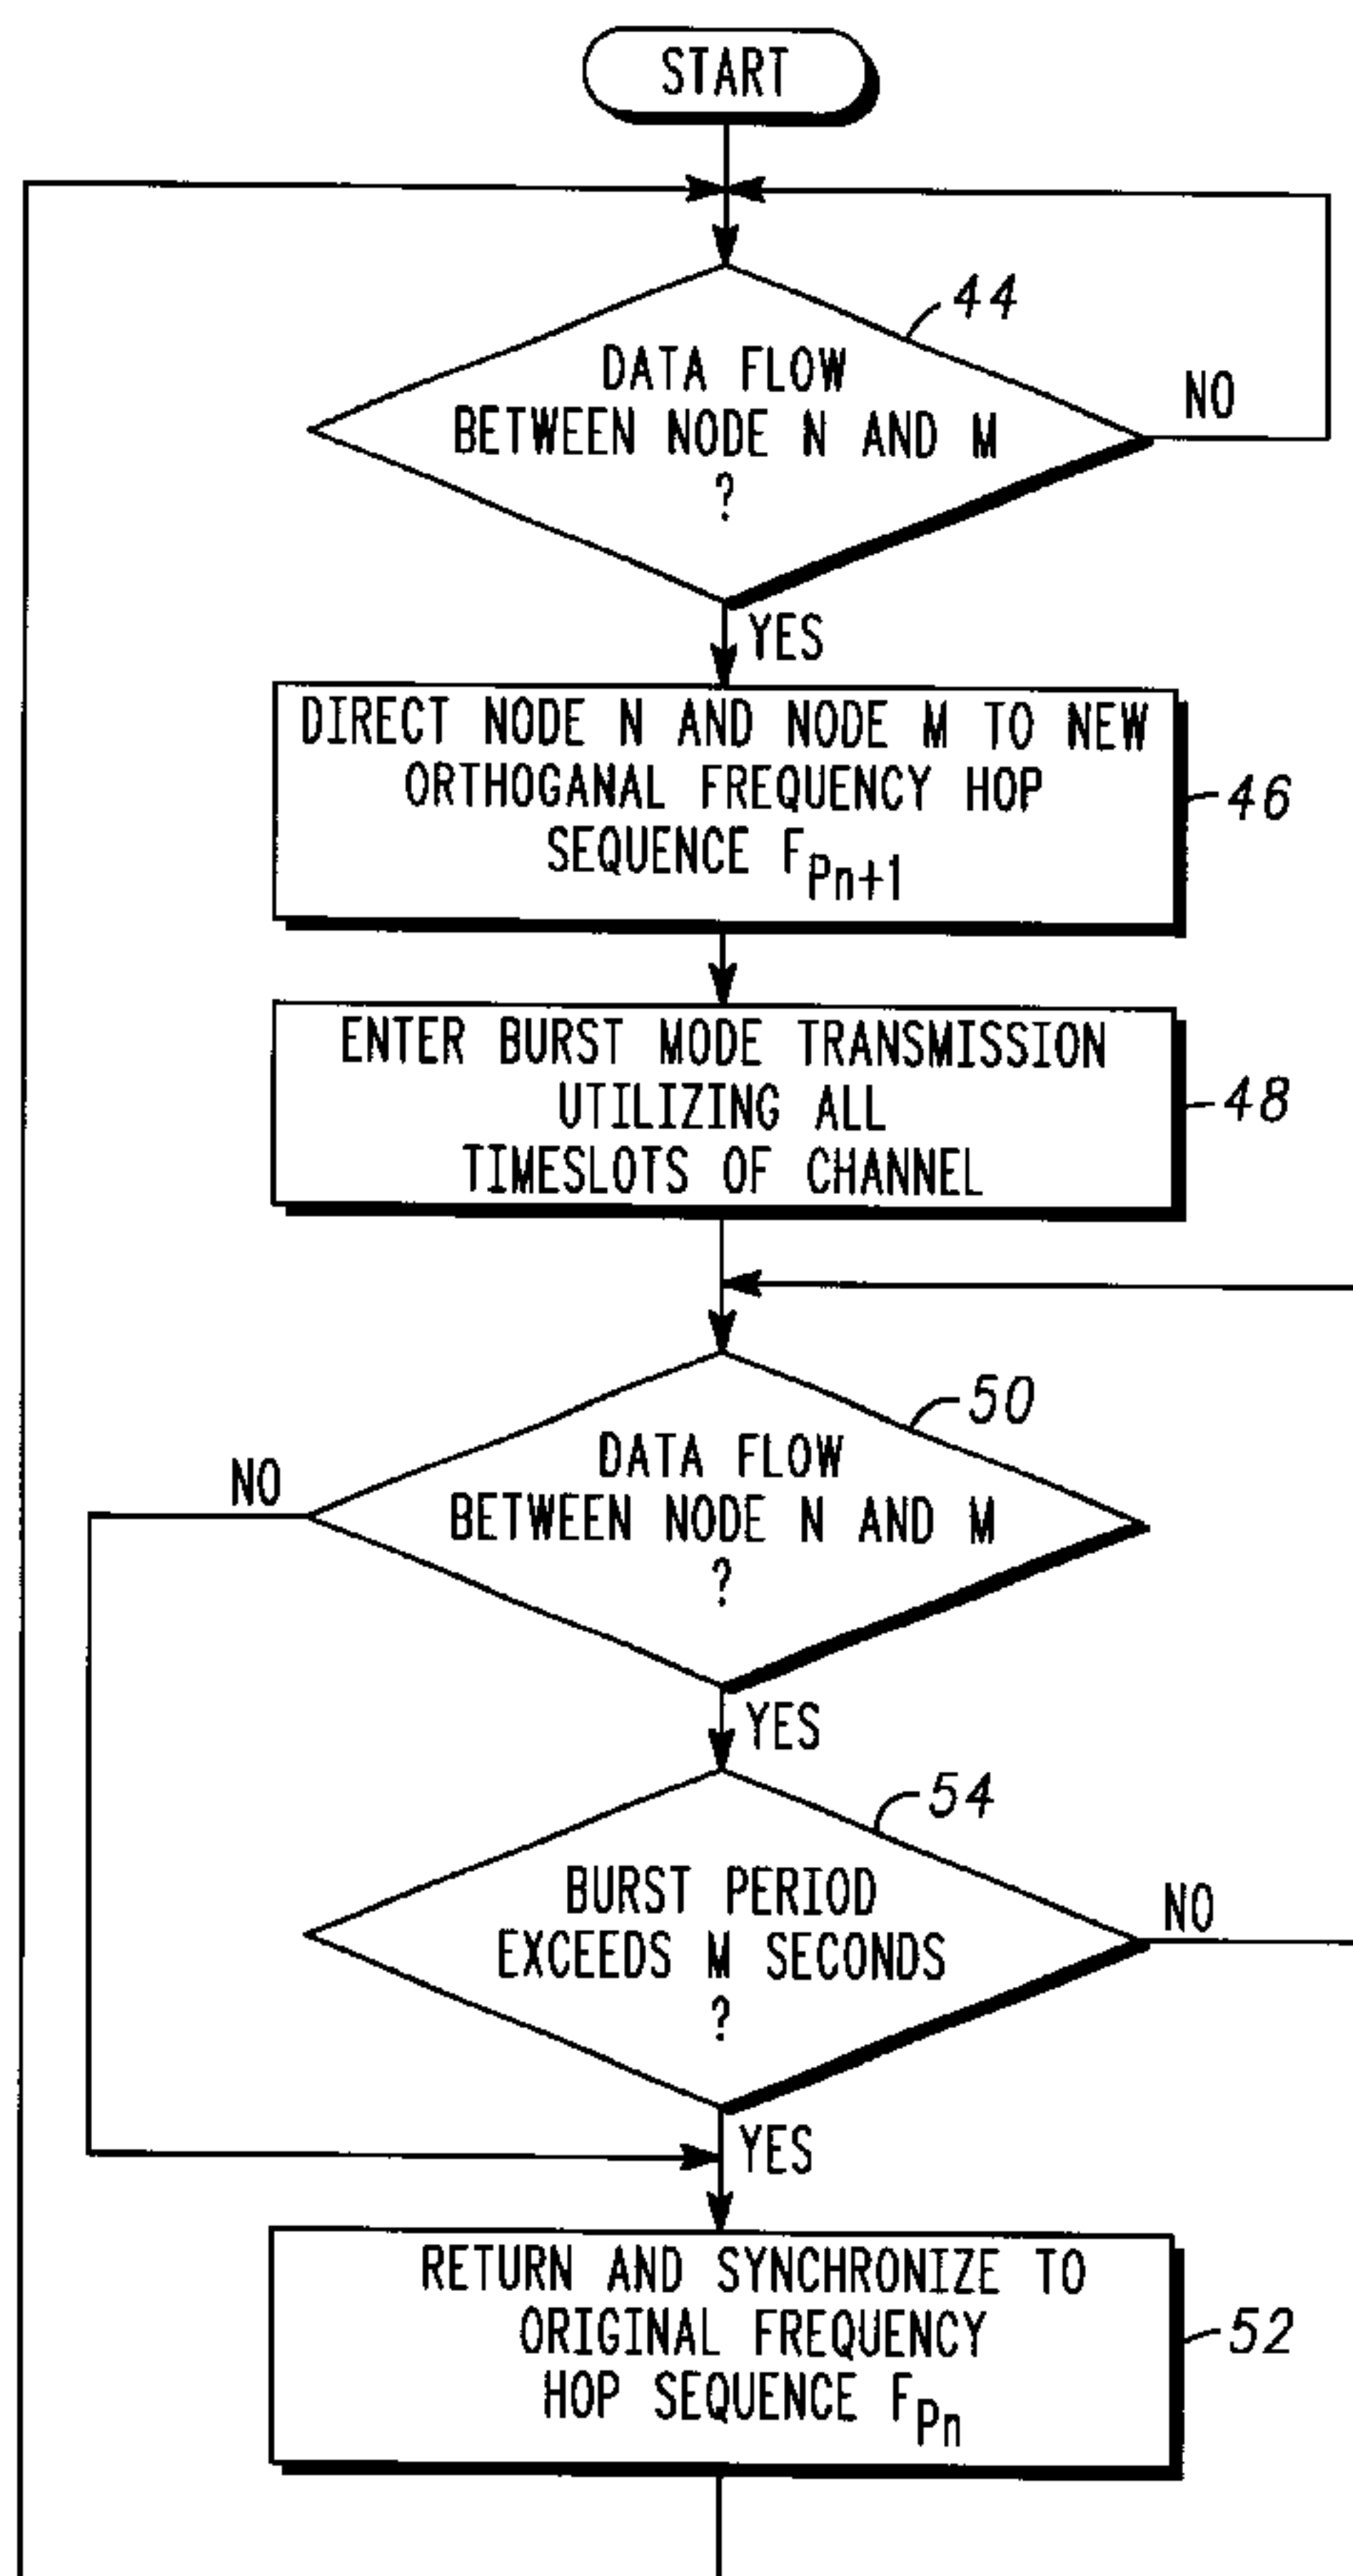 START
44
DATA FLOW
BETWEEN NODE N AND M
?
NO
YES
DIRECT NODE N AND NODE M TO NEW
ORTHOGANAL FREQUENCY HOP
SEQUENCE FPn+1
46
ENTER BURST MODE TRANSMISSION
UTILIZING ALL
TIMESLOTS OF CHANNEL
48
50
DATA FLOW
BETWEEN NODE N AND M
?
NO
YES
54
BURST PERIOD
EXCEEDS M SECONDS
?
NO
YES
RETURN AND SYNCHRONIZE TO
ORIGINAL FREQUENCY
HOP SEQUENCE FPn
52